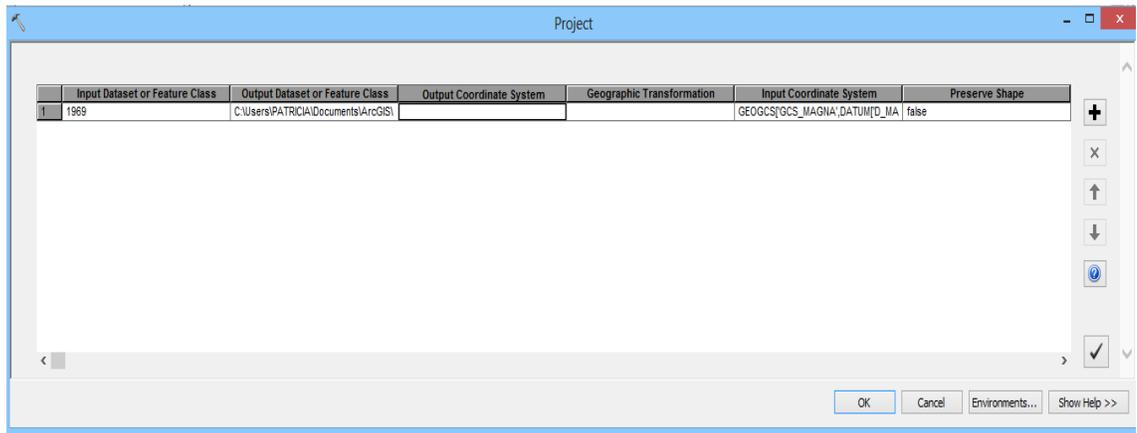 Project
Input Dataset or Feature Class Output Dataset or Feature Class Output Coordinate System Geographic Transformation Input Coordinate System Preserve Shape
1 1969 C:\Users\PATRICIA\Documents\ArcGIS\ GEOGCS['GCS_MAGNA',DATUM['D_MA false
OK Cancel Environments... Show Help >>